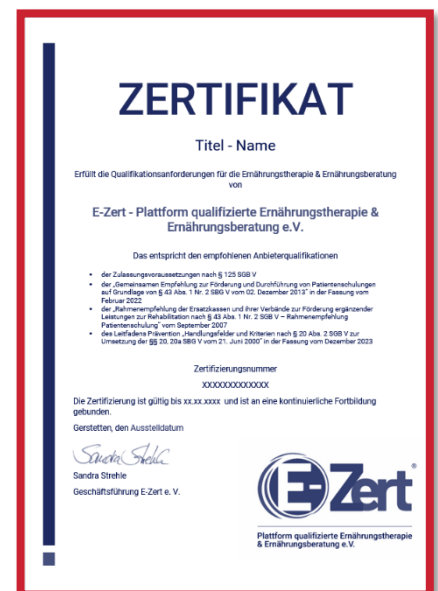 ZERTIFIKAT
Titel - Name
Erfüllt die Qualifikationsanforderungen für die Ernährungstherapie & Ernährungsberatung
von
E-Zert - Plattform qualifizierte Ernährungstherapie &
Ernährungsberatung e.V.
Das entspricht den empfohlenen Anbieterqualifikationen
• der Zulassungsvoraussetzungen nach § 125 SGB V
• der „Gemeinsamen Empfehlung zur Förderung und Durchführung von Patientenschulungen
auf Grundlage von § 43 Abs. 1 Nr. 2 SBG V vom 02. Dezember 2013" in der Fassung vom
Februar 2022
• der „Rahmenempfehlung der Ersatzkassen und ihrer Verbände zur Förderung ergänzender
Leistungen zur Rehabilitation nach § 43 Abs. 1 Nr. 2 SGB V – Rahmenempfehlung
Patientenschulung" vom September 2007
• des Leitfadens Prävention „Handlungsfelder und Kriterien nach § 20 Abs. 2 SGB V zur
Umsetzung der §§ 20, 20a SBG V vom 21. Juni 2000" in der Fassung vom Dezember 2023
Zertifizierungsnummer
XXXXXXXXXXXXX
Die Zertifizierung ist gültig bis xx.xx.xxxx und ist an eine kontinuierliche Fortbildung
gebunden.
Gerstetten, den Ausstelldatum
Sandra Strehle
Sandra Strehle
Geschäftsführung E-Zert e. V.
E-Zert®
Plattform qualifizierte Ernährungstherapie
& Ernährungsberatung e.V.